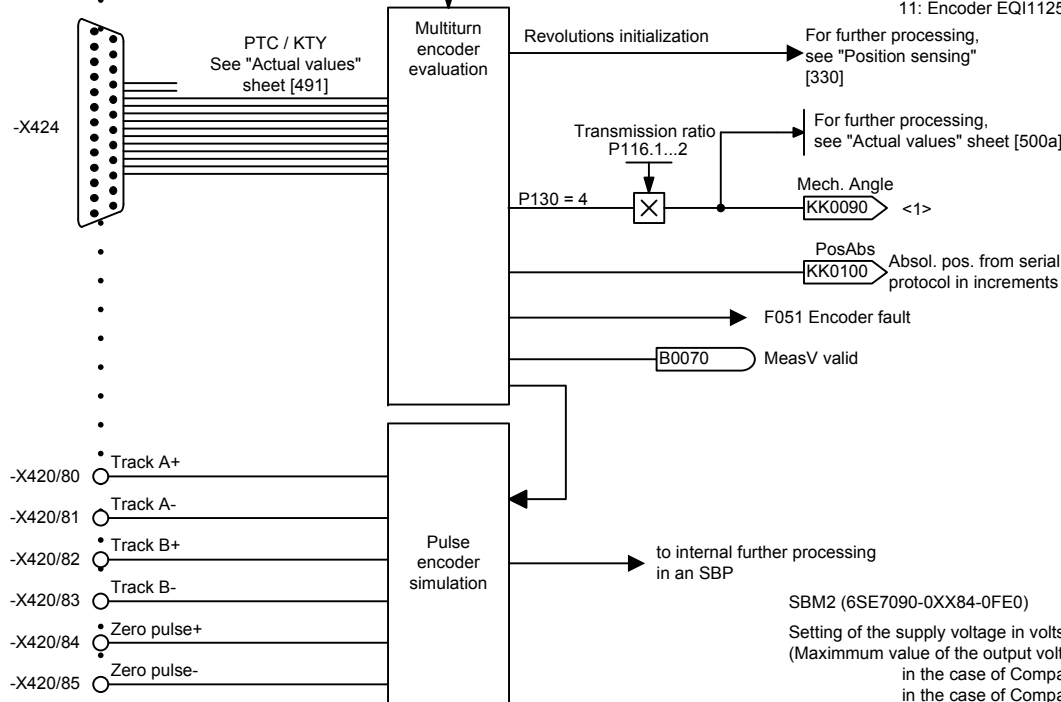 11: Encoder EQI1125
PTC / KTY
See "Actual values"
sheet [491]
-X424
Multiturn
encoder
evaluation
Revolutions initialization
For further processing,
see "Position sensing"
[330]
For further processing,
see "Actual values" sheet [500a]
Transmission ratio
P116.1...2
P130 = 4
Mech. Angle
KK0090 <1>
PosAbs
KK0100
Absol. pos. from serial
protocol in increments
F051 Encoder fault
B0070 MeasV valid
-X420/80 Track A+
-X420/81 Track A-
-X420/82 Track B+
-X420/83 Track B-
-X420/84 Zero pulse+
-X420/85 Zero pulse-
Pulse
encoder
simulation
to internal further processing
in an SBP
SBM2 (6SE7090-0XX84-0FE0)
Setting of the supply voltage in volts
(Maximmum value of the output volt
in the case of Compa
in the case of Compa